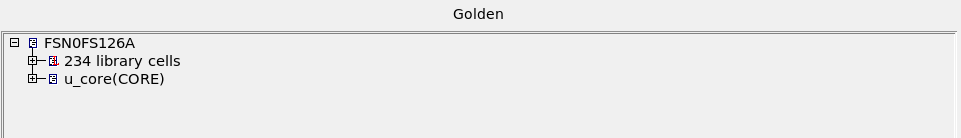 Golden
FSN0FS126A
234 library cells
u_core(CORE)